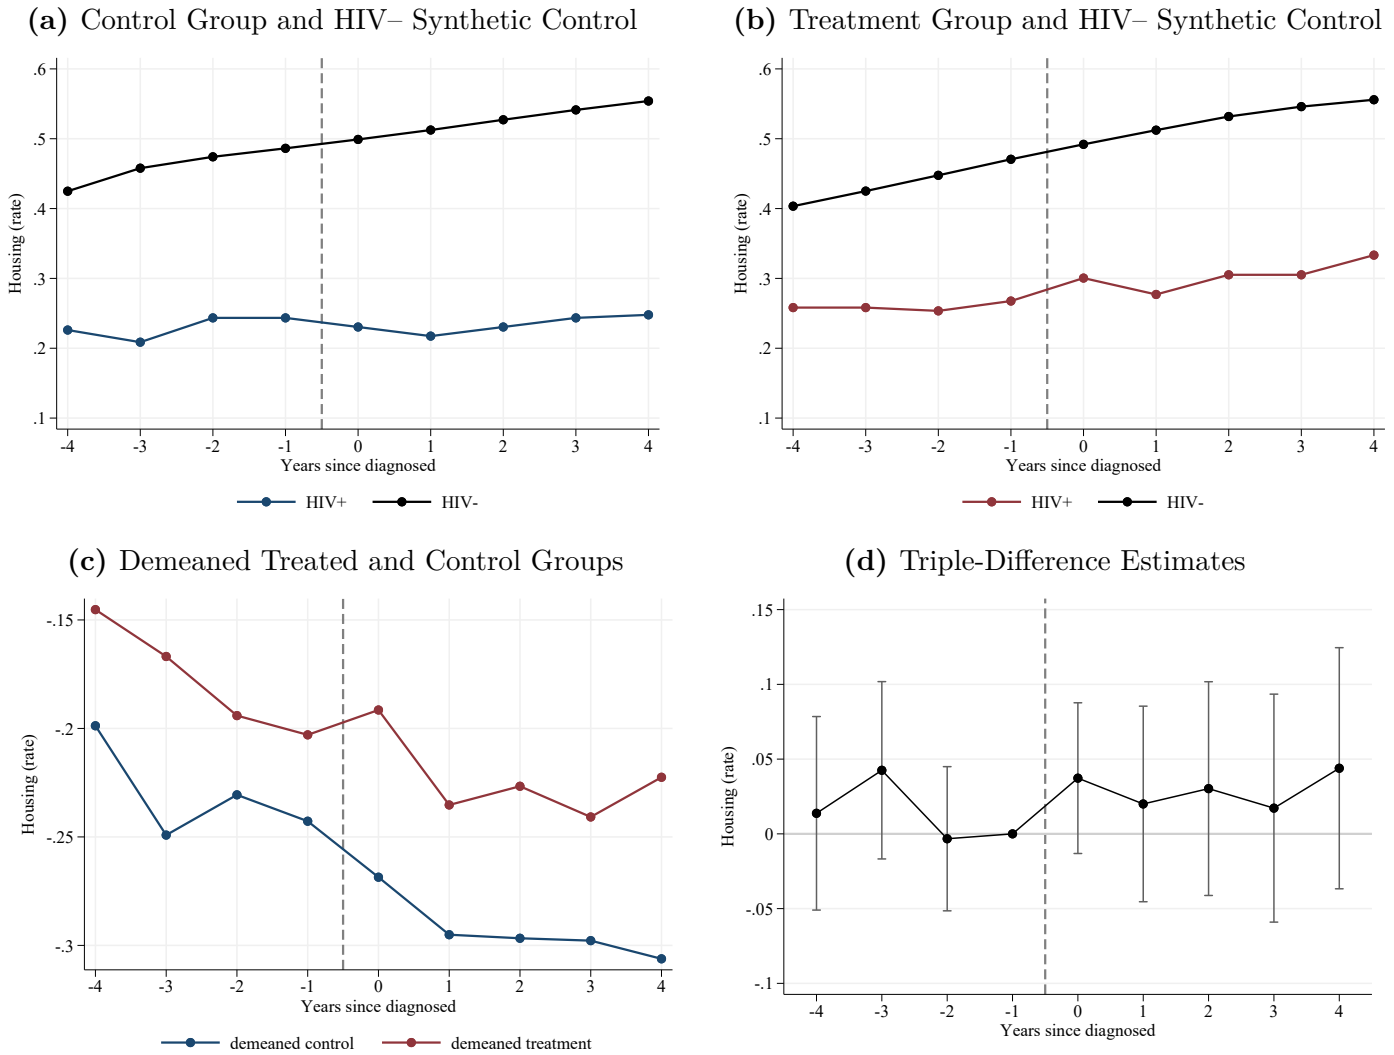 (a) Control Group and HIV– Synthetic Control
.6
.5
.4
.3
.2
.1
Housing (rate)
-4 -3 -2 -1 0 1 2 3 4
Years since diagnosed
HIV+ HIV-
(b) Treatment Group and HIV– Synthetic Control
.6
.5
.4
.3
.2
.1
Housing (rate)
-4 -3 -2 -1 0 1 2 3 4
Years since diagnosed
HIV+ HIV-
(c) Demeaned Treated and Control Groups
-.15
-.2
-.25
-.3
Housing (rate)
-4 -3 -2 -1 0 1 2 3 4
Years since diagnosed
demeaned control demeaned treatment
(d) Triple-Difference Estimates
.15
.1
.05
0
-.05
-.1
Housing (rate)
-4 -3 -2 -1 0 1 2 3 4
Years since diagnosed